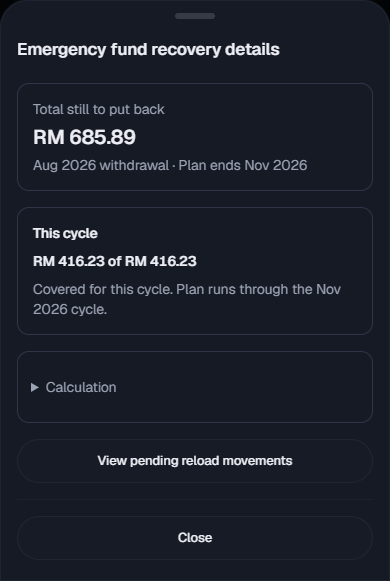 Emergency fund recovery details
Total still to put back
RM 685.89
Aug 2026 withdrawal · Plan ends Nov 2026
This cycle
RM 416.23 of RM 416.23
Covered for this cycle. Plan runs through the Nov
2026 cycle.
Calculation
View pending reload movements
Close